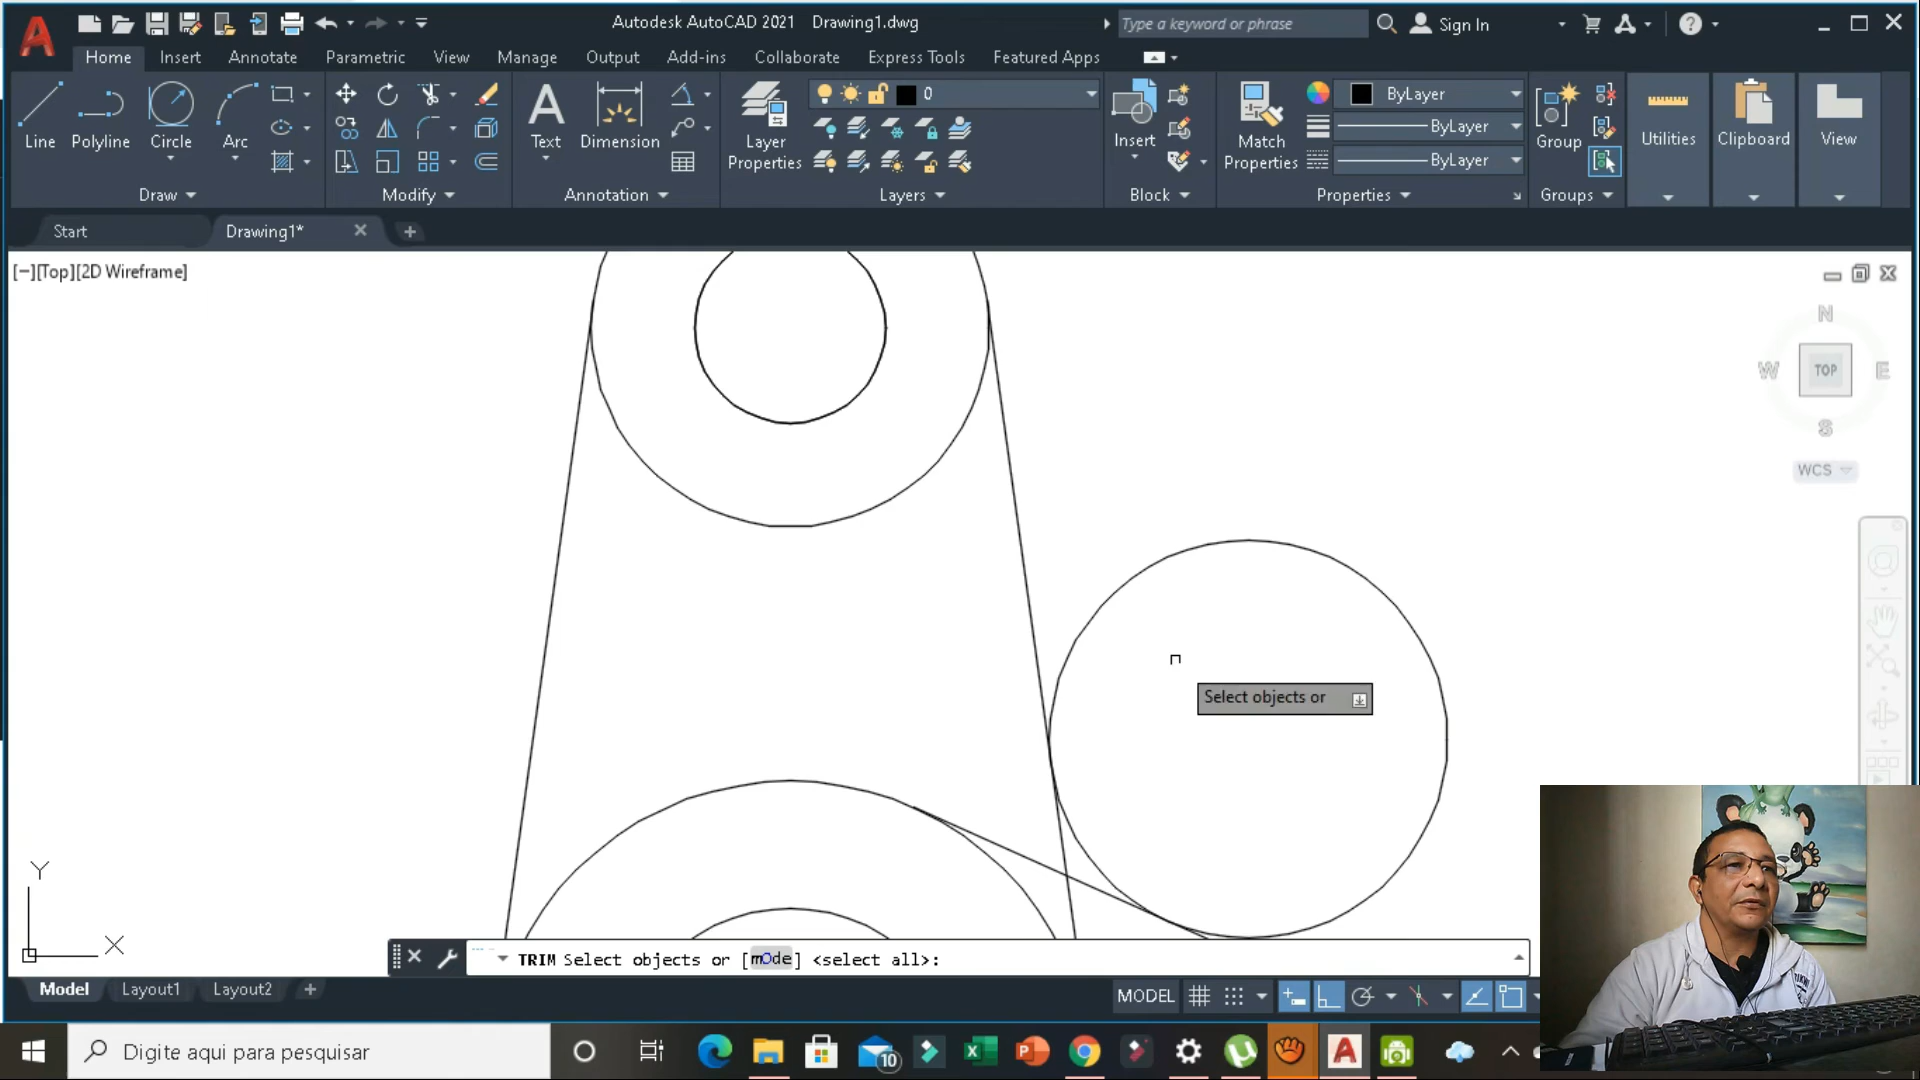 Autodesk AutoCAD 2021 Drawing1.dwg
Type a keyword or phrase
Sign In
Home Insert Annotate Parametric View Manage Output Add-ins Collaborate Express Tools Featured Apps
Line Polyline Circle Arc
Text Dimension
Layer Properties
0
Insert
Match Properties
ByLayer
ByLayer
ByLayer
Group
Utilities Clipboard View
Draw Modify Annotation Layers Block Properties Groups
Start Drawing1*
[−][Top][2D Wireframe]
N
W TOP E
S
WCS
Select objects or
Y
X
TRIM Select objects or [mOde] <select all>:
Model Layout1 Layout2
MODEL
Digite aqui para pesquisar
10